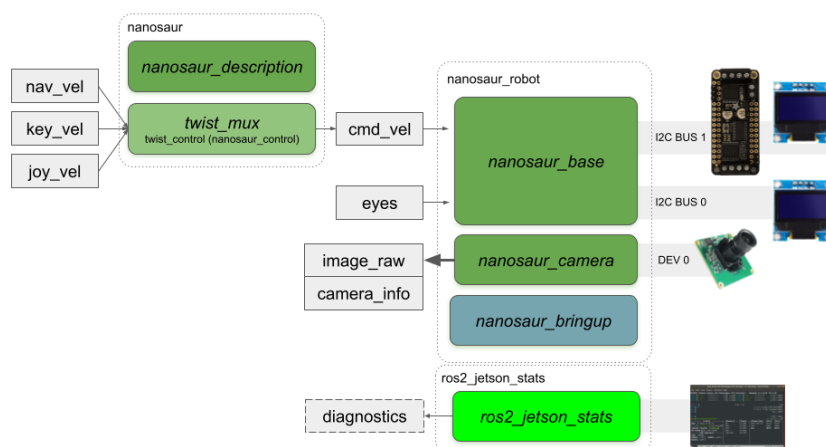 nanosaur
nanosaur_description
nav_vel
key_vel
joy_vel
twist_mux
twist_control (nanosaur_control)
cmd_vel
eyes
image_raw
camera_info
nanosaur_robot
nanosaur_base
nanosaur_camera
nanosaur_bringup
I2C BUS 1
I2C BUS 0
DEV 0
ros2_jetson_stats
diagnostics
ros2_jetson_stats